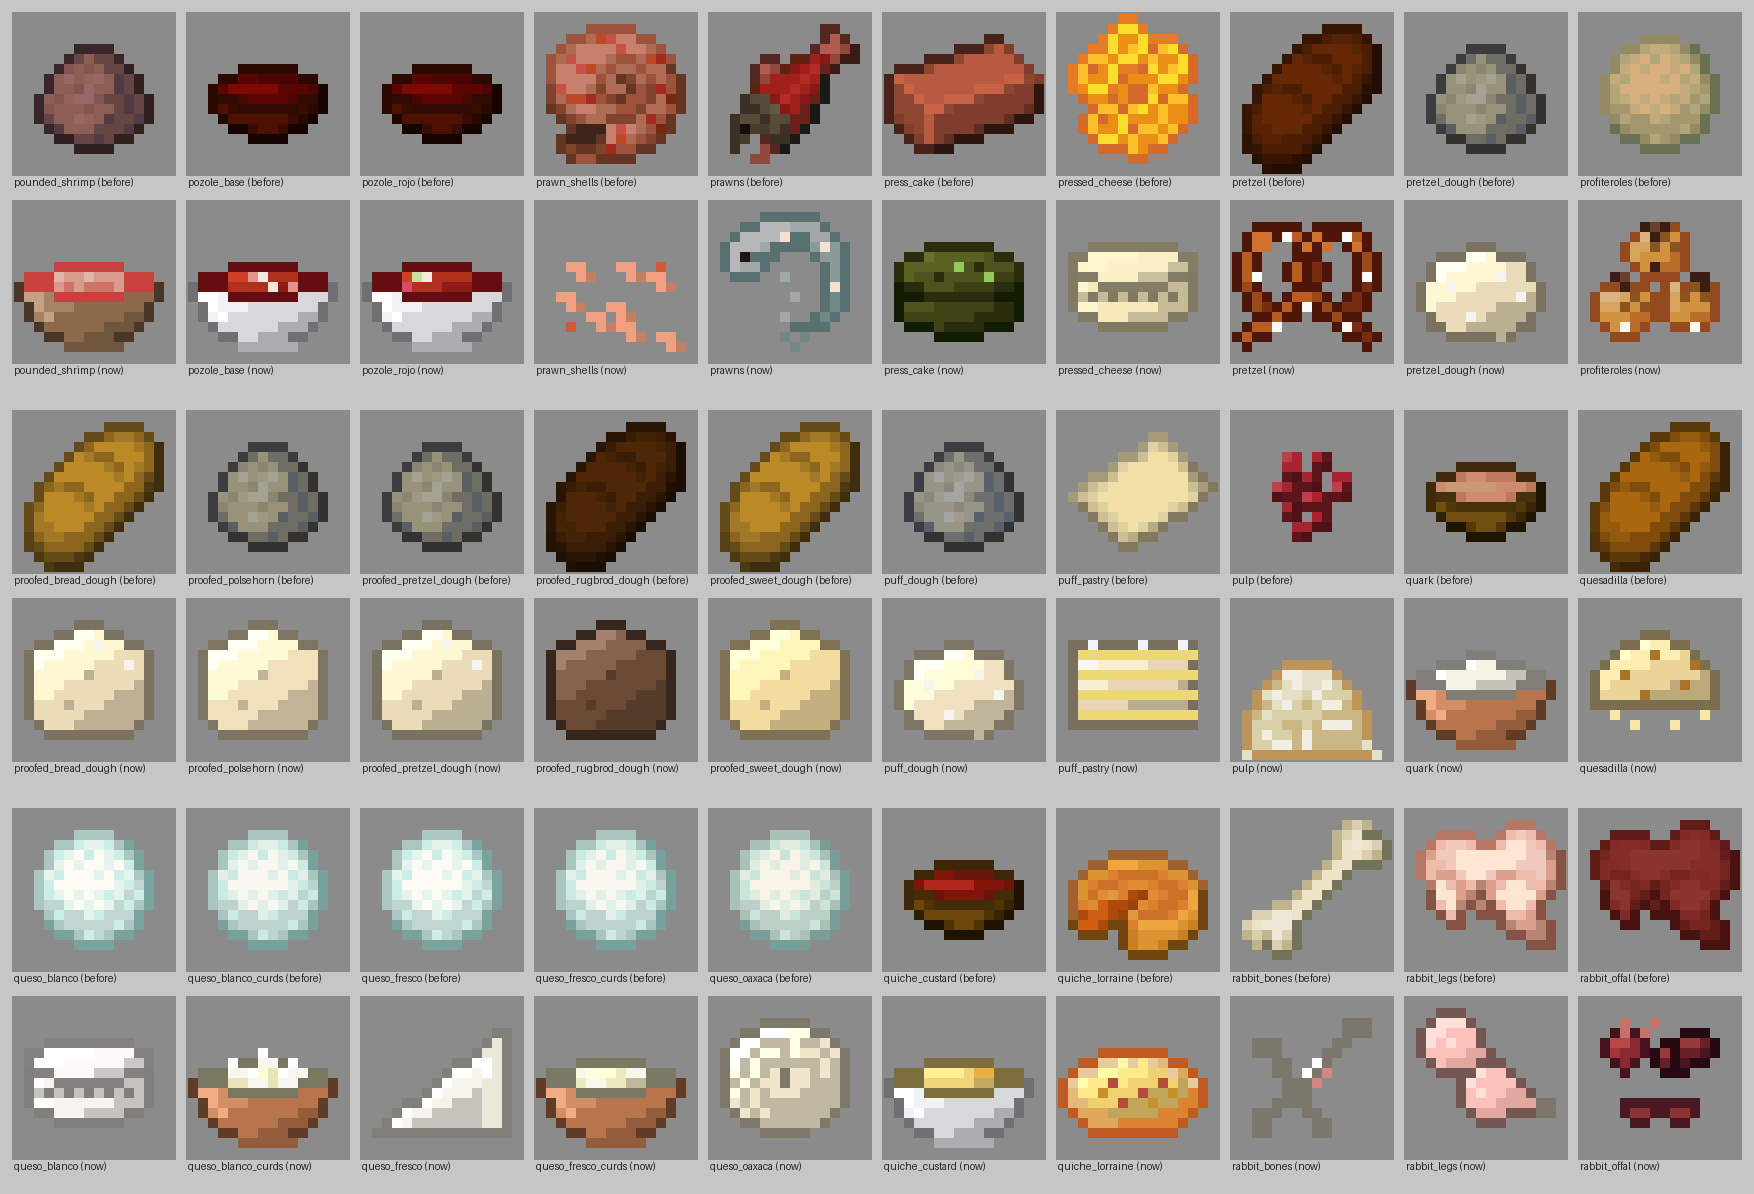 pounded_shrimp (before) pozole_base (before) pozole_rojo (before) prawn_shells (before) prawns (before) press_cake (before) pressed_cheese (before) pretzel (before) pretzel_dough (before) profiteroles (before)
pounded_shrimp (now) pozole_base (now) pozole_rojo (now) prawn_shells (now) prawns (now) press_cake (now) pressed_cheese (now) pretzel (now) pretzel_dough (now) profiteroles (now)
proofed_bread_dough (before) proofed_polsehorn (before) proofed_pretzel_dough (before) proofed_rugbrod_dough (before) proofed_sweet_dough (before) puff_dough (before) puff_pastry (before) pulp (before) quark (before) quesadilla (before)
proofed_bread_dough (now) proofed_polsehorn (now) proofed_pretzel_dough (now) proofed_rugbrod_dough (now) proofed_sweet_dough (now) puff_dough (now) puff_pastry (now) pulp (now) quark (now) quesadilla (now)
queso_blanco (before) queso_blanco_curds (before) queso_fresco (before) queso_fresco_curds (before) queso_oaxaca (before) quiche_custard (before) quiche_lorraine (before) rabbit_bones (before) rabbit_legs (before) rabbit_offal (before)
queso_blanco (now) queso_blanco_curds (now) queso_fresco (now) queso_fresco_curds (now) queso_oaxaca (now) quiche_custard (now) quiche_lorraine (now) rabbit_bones (now) rabbit_legs (now) rabbit_offal (now)